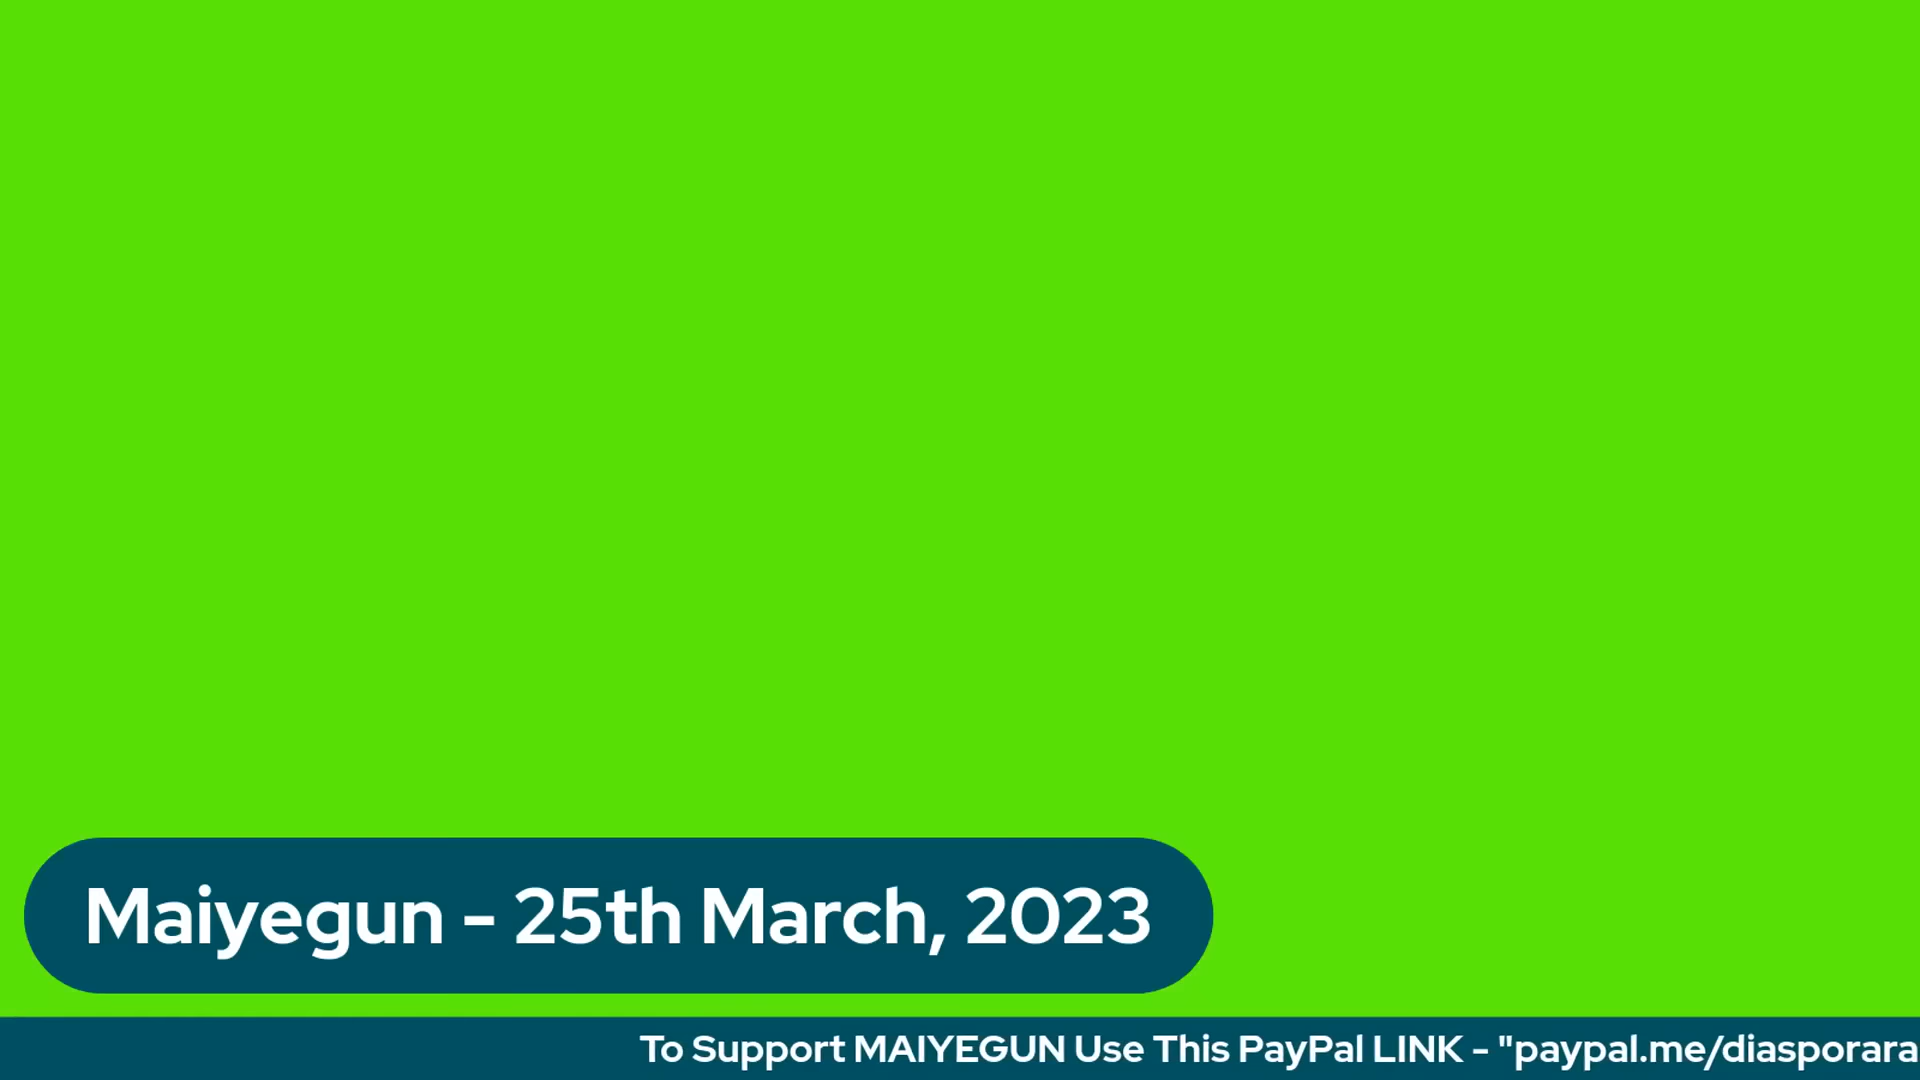 Maiyegun - 25th March, 2023
To Support MAIYEGUN Use This PayPal LINK - "paypal.me/diasporara